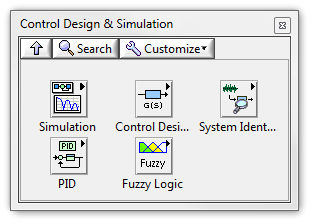 Control Design & Simulation
Search Customize
G(s)
Simulation Control Desi... System Ident...
PID Fuzzy
PID Fuzzy Logic